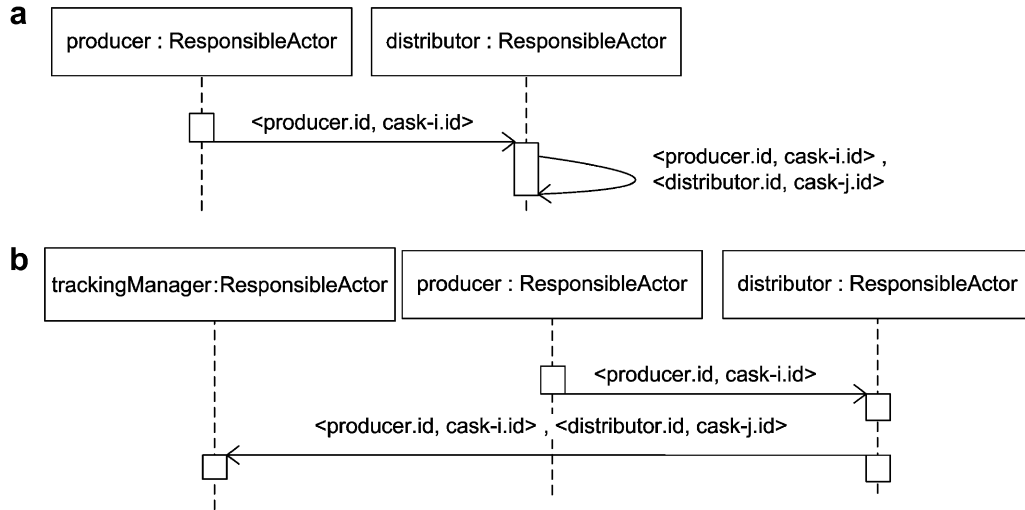 a
producer : ResponsibleActor
distributor : ResponsibleActor
<producer.id, cask-i.id>
<producer.id, cask-i.id> ,
<distributor.id, cask-j.id>
b
trackingManager:ResponsibleActor
producer : ResponsibleActor
distributor : ResponsibleActor
<producer.id, cask-i.id>
<producer.id, cask-i.id> , <distributor.id, cask-j.id>